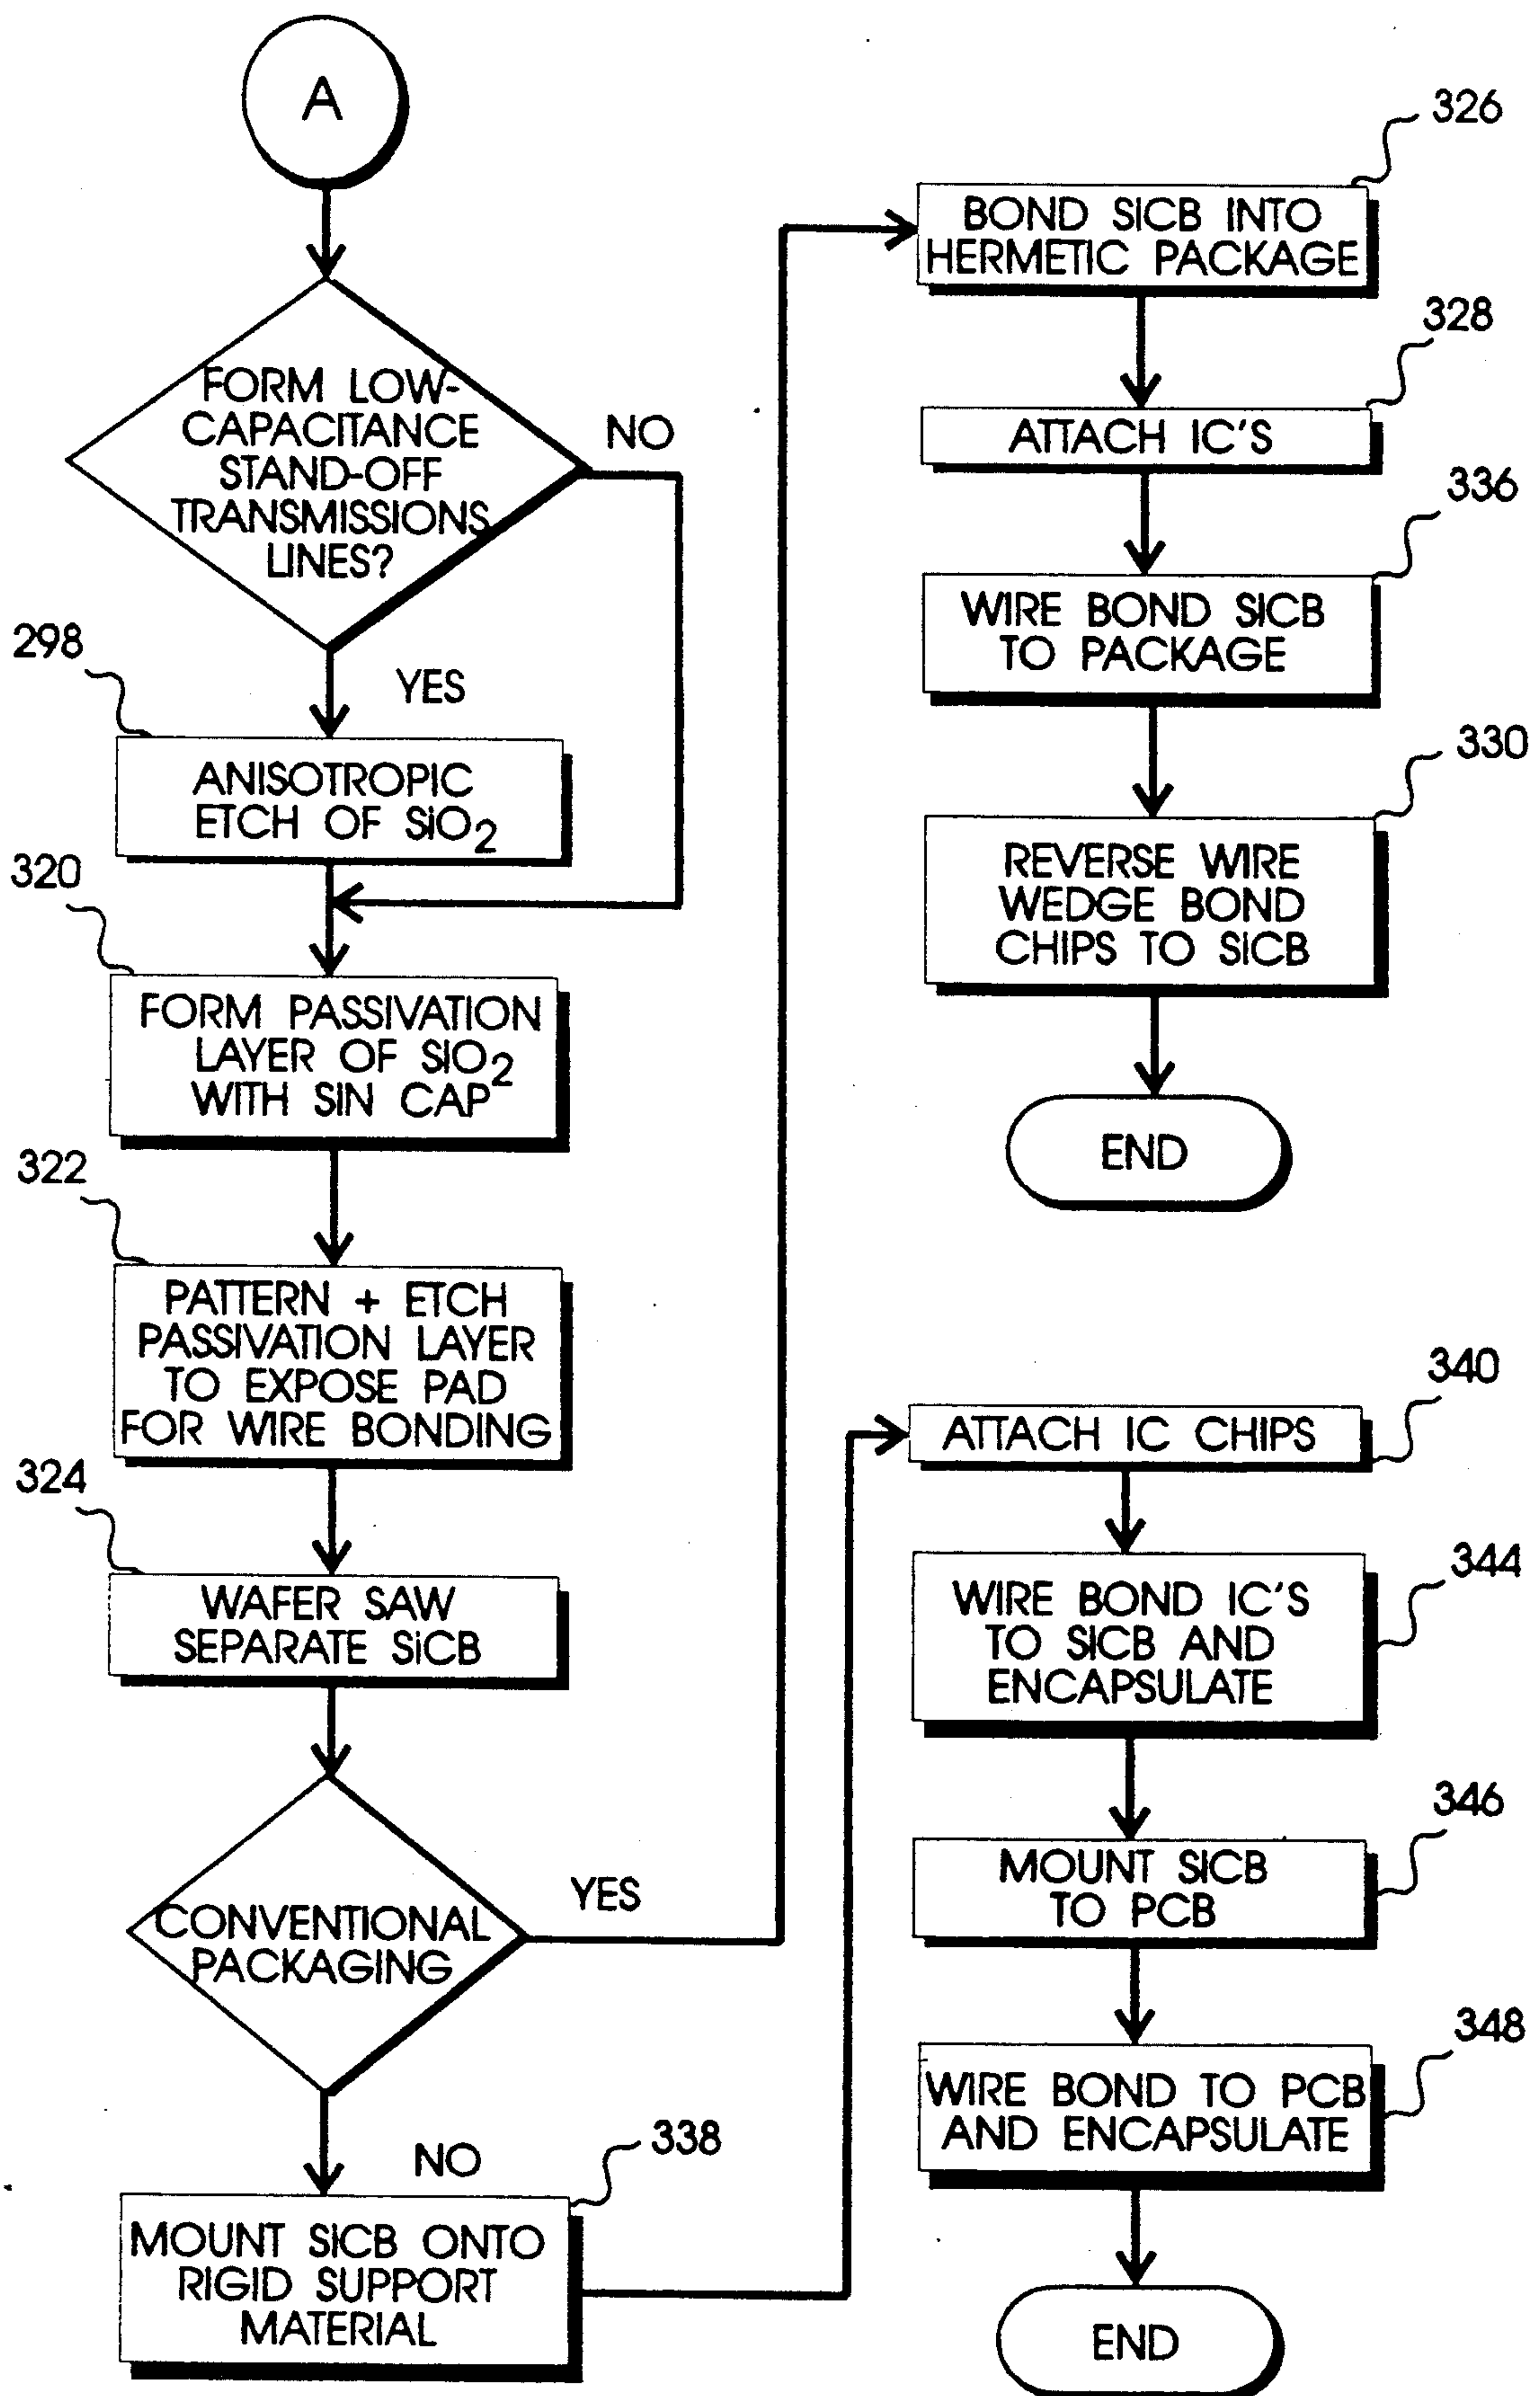 A
FORM LOW-
CAPACITANCE
STAND-OFF
TRANSMISSIONS
LINES?
NO
YES
298
ANISOTROPIC
ETCH OF SiO2
320
FORM PASSIVATION
LAYER OF SIO2
WITH SIN CAP
322
PATTERN + ETCH
PASSIVATION LAYER
TO EXPOSE PAD
FOR WIRE BONDING
324
WAFER SAW
SEPARATE SiCB
CONVENTIONAL
PACKAGING
YES
NO
338
MOUNT SICB ONTO
RIGID SUPPORT
MATERIAL
326
BOND SICB INTO
HERMETIC PACKAGE
328
ATTACH IC'S
336
WIRE BOND SICB
TO PACKAGE
330
REVERSE WIRE
WEDGE BOND
CHIPS TO SICB
END
340
ATTACH IC CHIPS
344
WIRE BOND IC'S
TO SICB AND
ENCAPSULATE
346
MOUNT SICB
TO PCB
348
WIRE BOND TO PCB
AND ENCAPSULATE
END